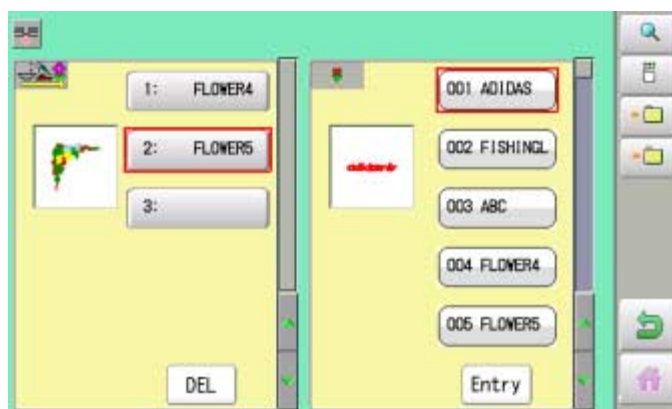 1: FLOWER4
2: FLOWER5
3:
DEL
001 ADIDAS
002 FISHINGL
003 ABC
004 FLOWER4
005 FLOWER5
Entry